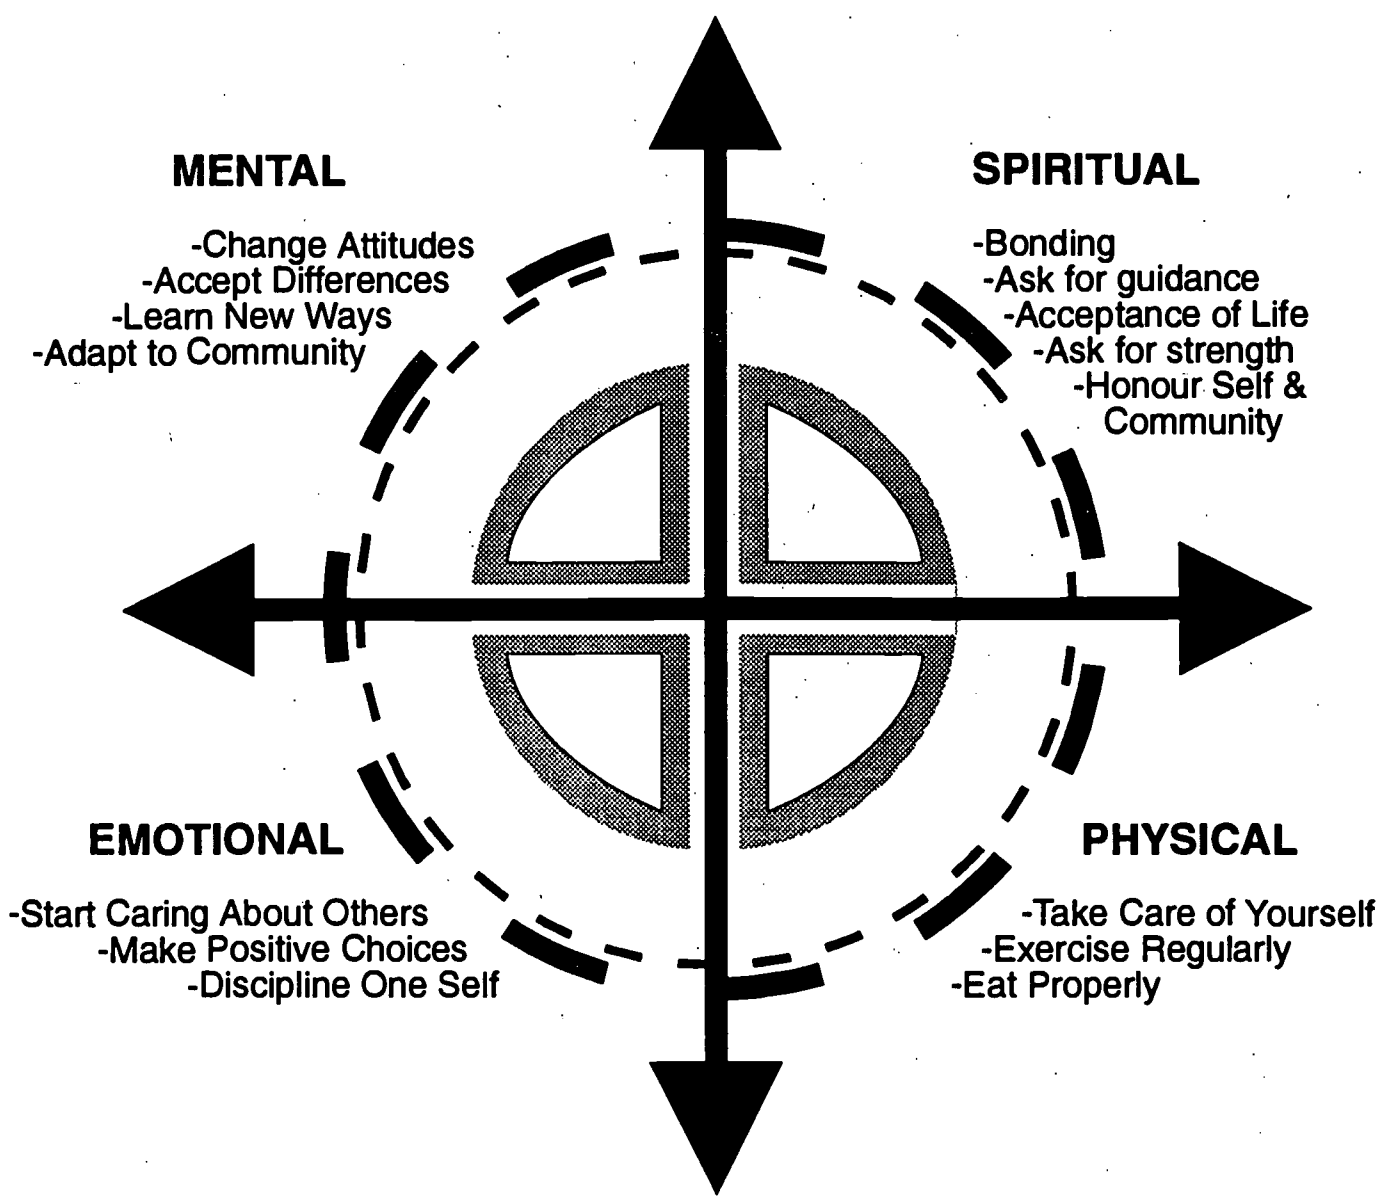 MENTAL
-Change Attitudes
-Accept Differences
-Learn New Ways
-Adapt to Community
SPIRITUAL
-Bonding
-Ask for guidance
-Acceptance of Life
-Ask for strength
-Honour Self &
Community
EMOTIONAL
-Start Caring About Others
-Make Positive Choices
-Discipline One Self
PHYSICAL
-Take Care of Yourself
-Exercise Regularly
-Eat Properly